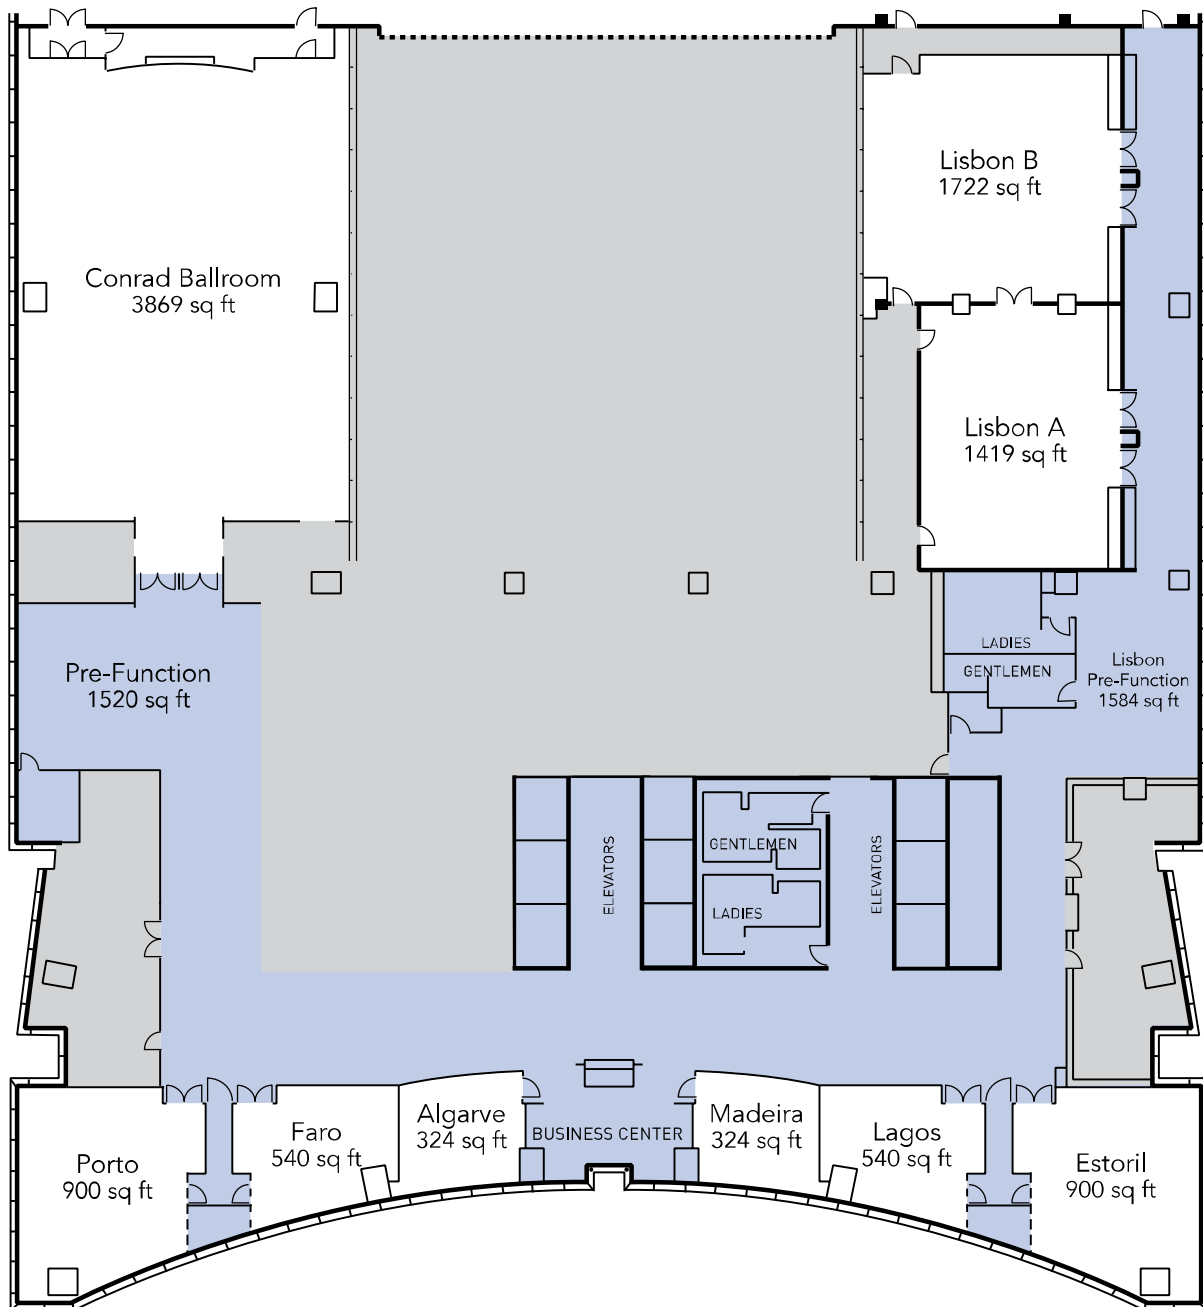 Lisbon B
1722 sq ft
Conrad Ballroom
3869 sq ft
Lisbon A
1419 sq ft
LADIES
GENTLEMEN
Lisbon
Pre-Function
1584 sq ft
Pre-Function
1520 sq ft
ELEVATORS
GENTLEMEN
LADIES
ELEVATORS
Porto
900 sq ft
Faro
540 sq ft
Algarve
324 sq ft
BUSINESS CENTER
Madeira
324 sq ft
Lagos
540 sq ft
Estoril
900 sq ft